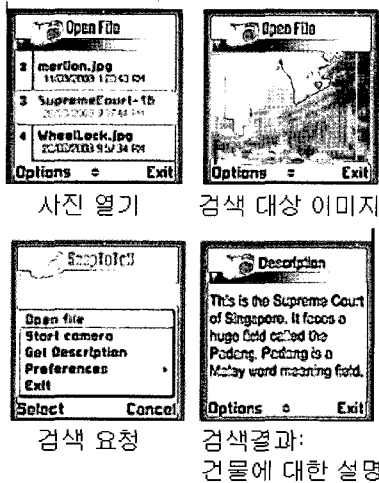 Open File
2 merlion.jpg
3 SupremeCourt-1b
4 WheelLock.jpg
Options Exit
사진 열기
Open File
Options Exit
검색 대상 이미지
SnapToTell
Open file
Start camera
Get Description
Preferences
Exit
Select Cancel
검색 요청
Description
This is the Supreme Court
of Singapore. It faces a
huge field called the
Padang. Padang is a
Malay word meaning field.
Options Exit
검색결과:
건물에 대한 설명